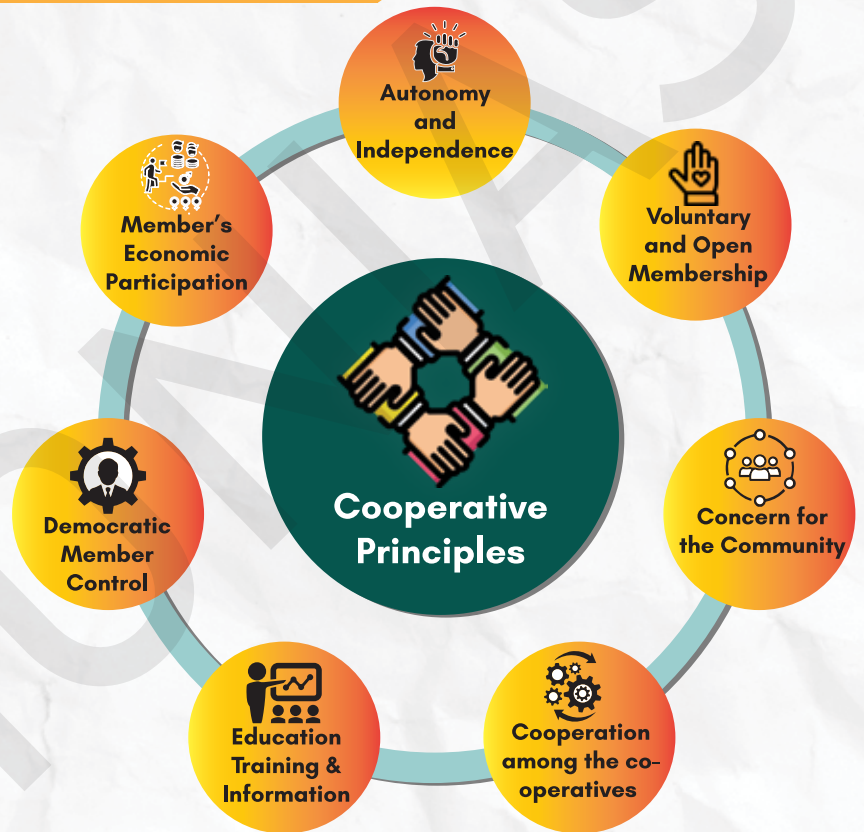 Autonomy
and
Independence
Voluntary
and Open
Membership
Concern for
the Community
Cooperation
among the co-
operatives
Education
Training &
Information
Democratic
Member
Control
Member's
Economic
Participation
Cooperative
Principles